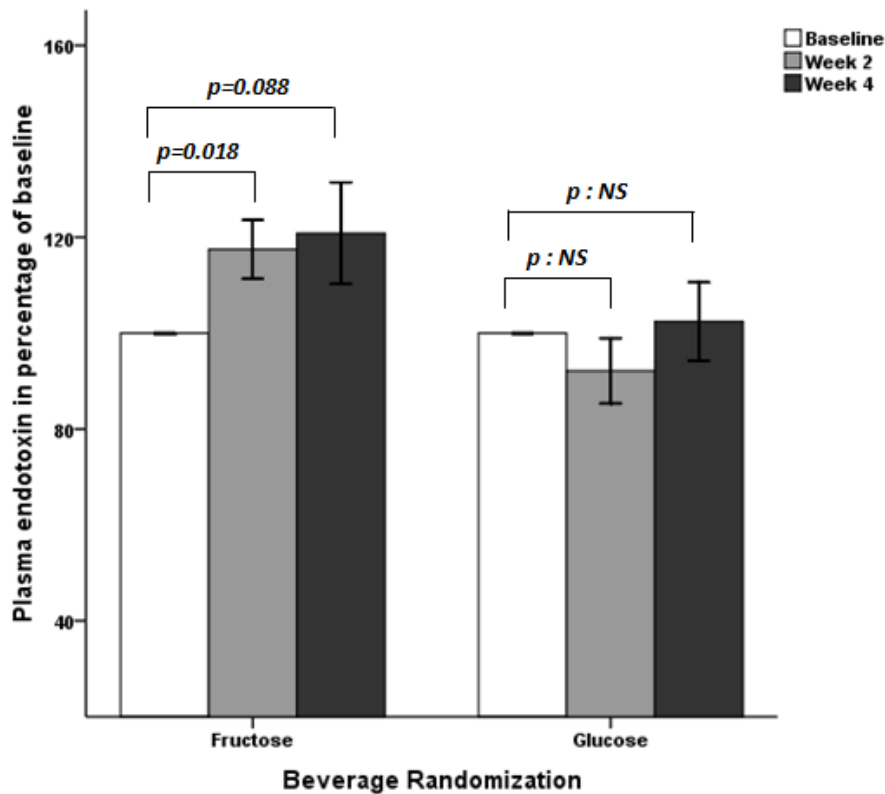 Plasma endotoxin in percentage of baseline
160
120
80
40
Baseline
Week 2
Week 4
p=0.088
p=0.018
p : NS
p : NS
Fructose
Glucose
Beverage Randomization